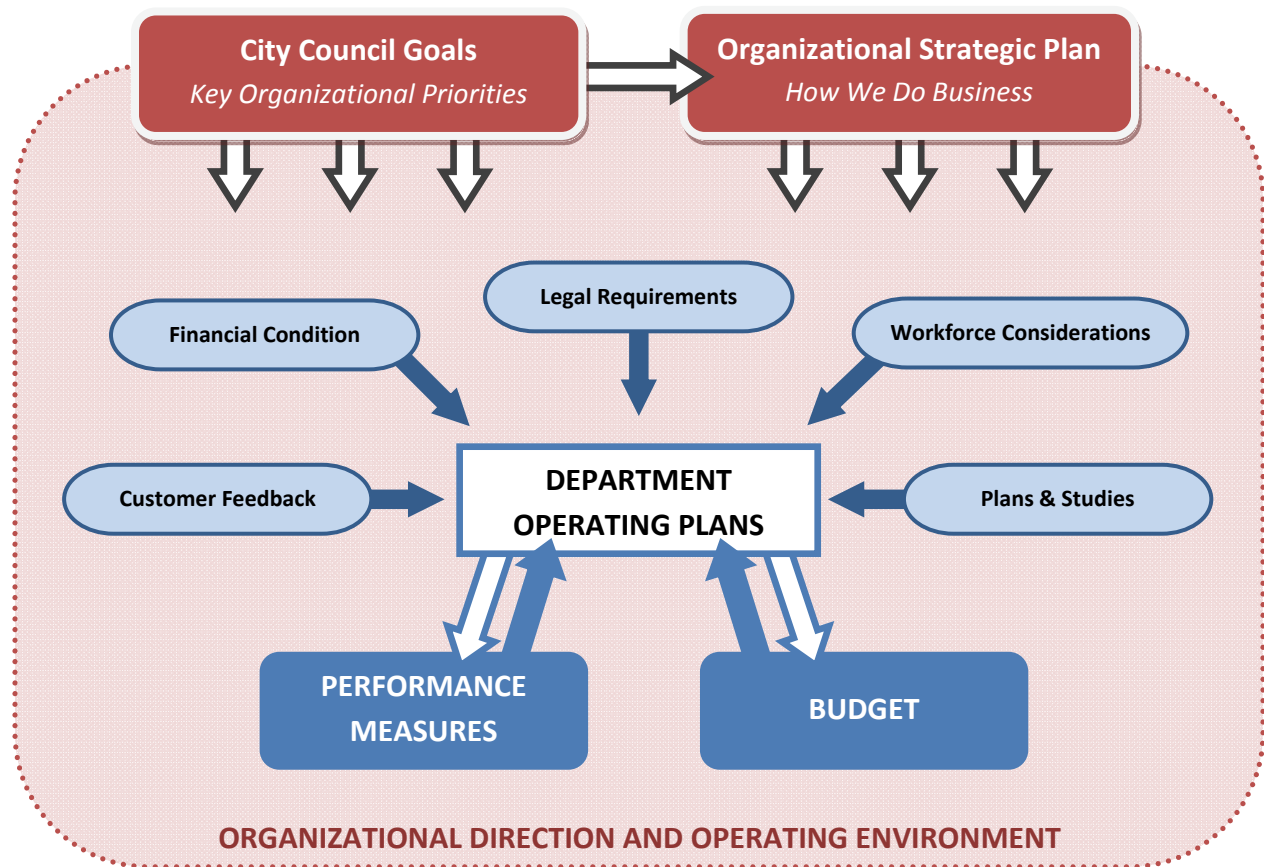 City Council Goals
Key Organizational Priorities
Organizational Strategic Plan
How We Do Business
Legal Requirements
Financial Condition
Workforce Considerations
Customer Feedback
DEPARTMENT
OPERATING PLANS
Plans & Studies
PERFORMANCE
MEASURES
BUDGET
ORGANIZATIONAL DIRECTION AND OPERATING ENVIRONMENT